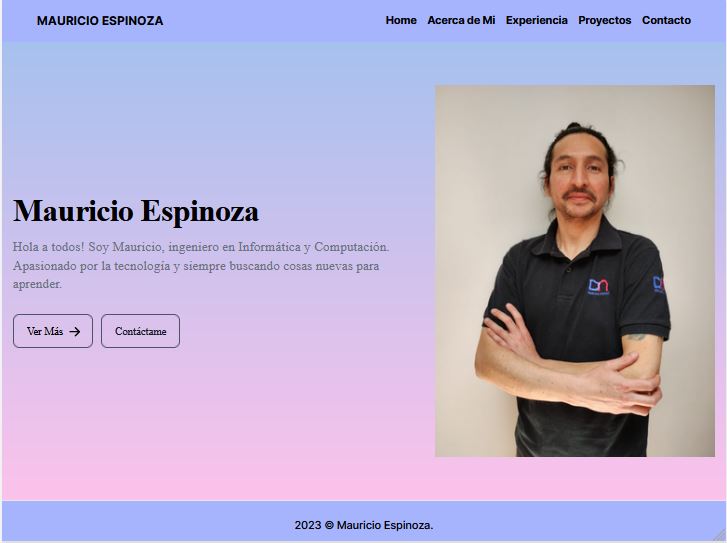 MAURICIO ESPINOZA
Home Acerca de Mi Experiencia Proyectos Contacto
Mauricio Espinoza
Hola a todos! Soy Mauricio, ingeniero en Informática y Computación.
Apasionado por la tecnología y siempre buscando cosas nuevas para
aprender.
Ver Más → Contáctame
2023 © Mauricio Espinoza.